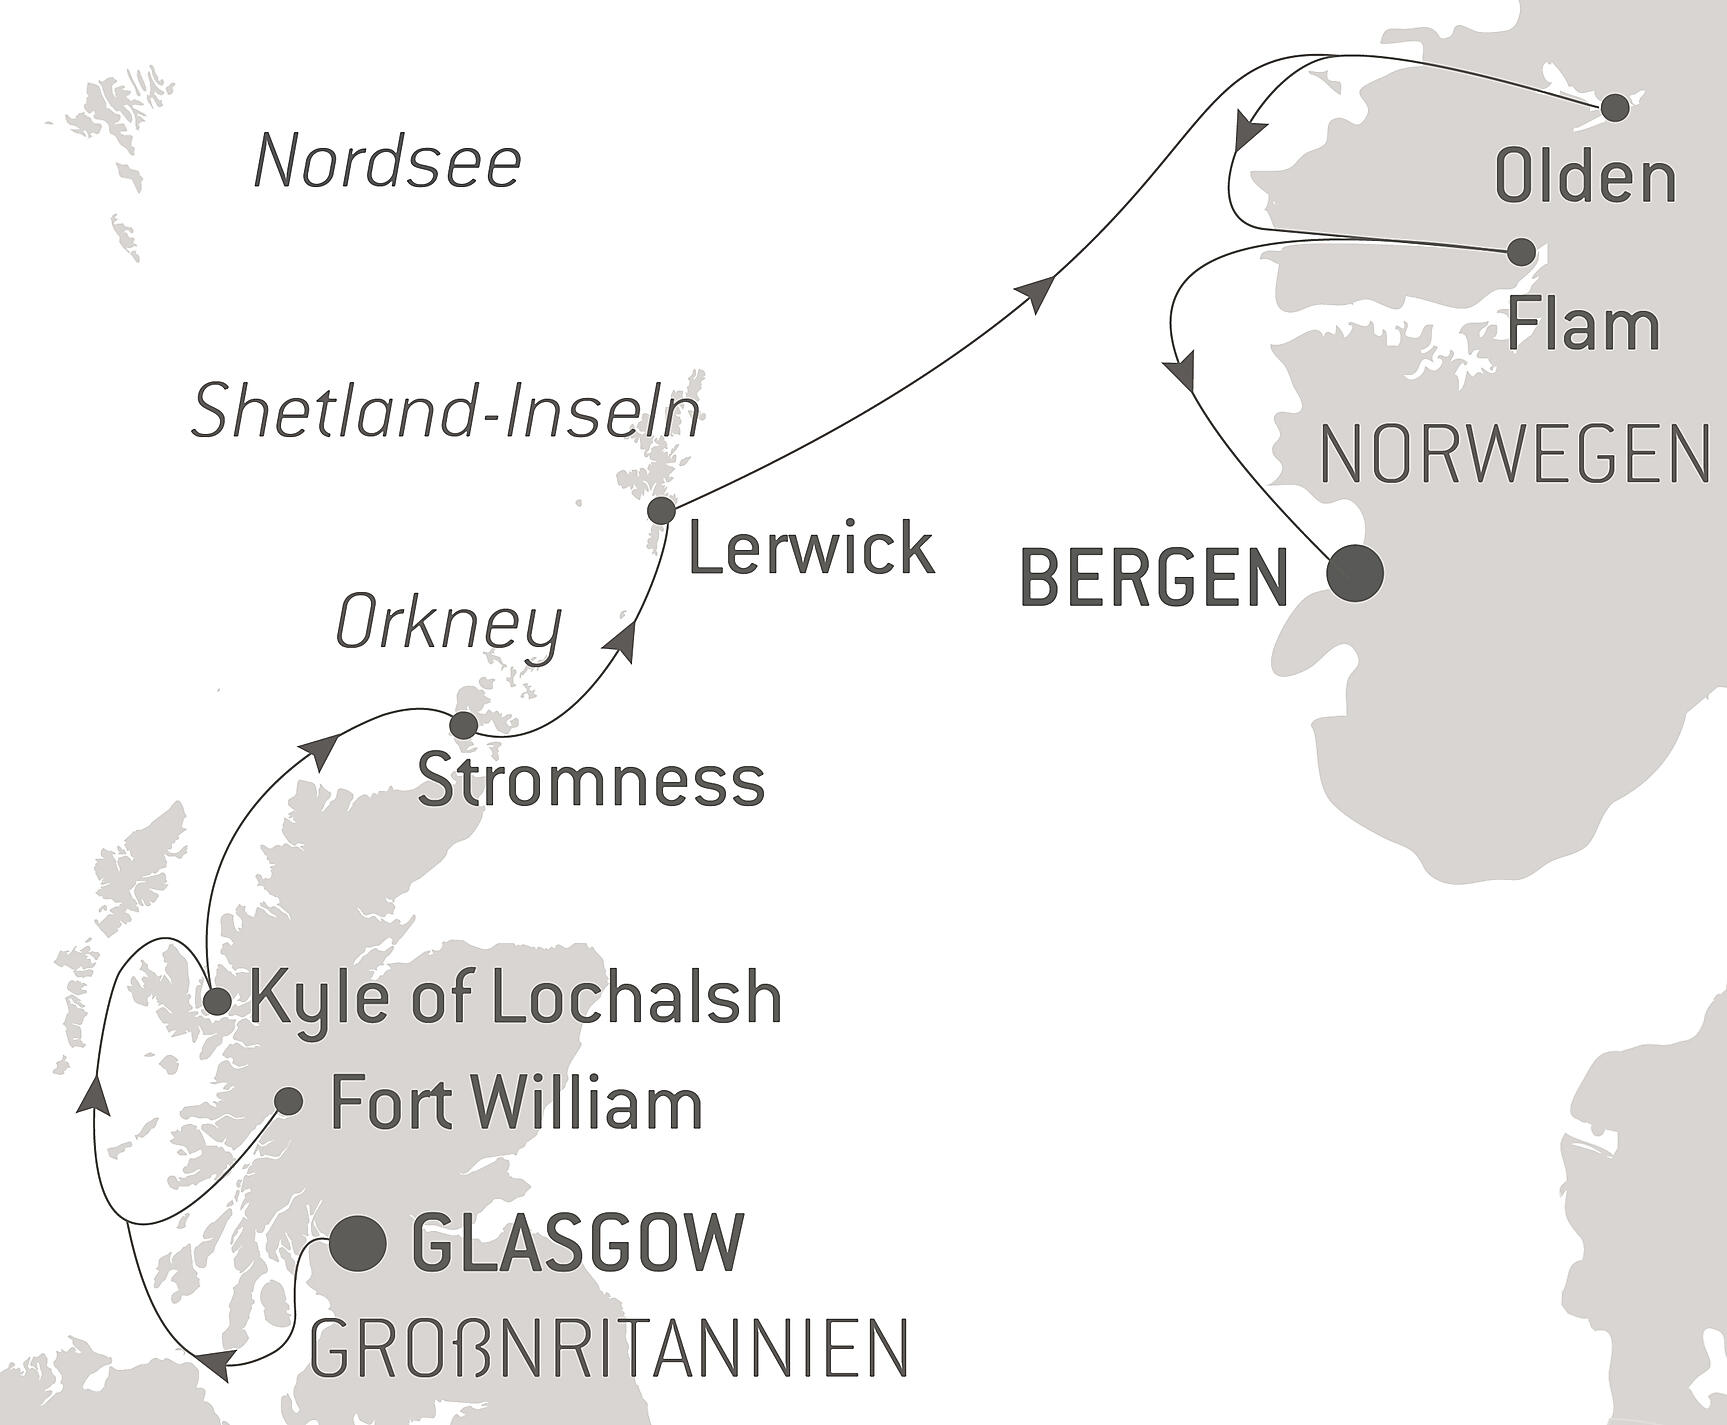 Nordsee
Olden
Flam
Shetland-Inseln
NORWEGEN
Lerwick
BERGEN
Orkney
Stromness
Kyle of Lochalsh
Fort William
GLASGOW
GROßNRITANNIEN